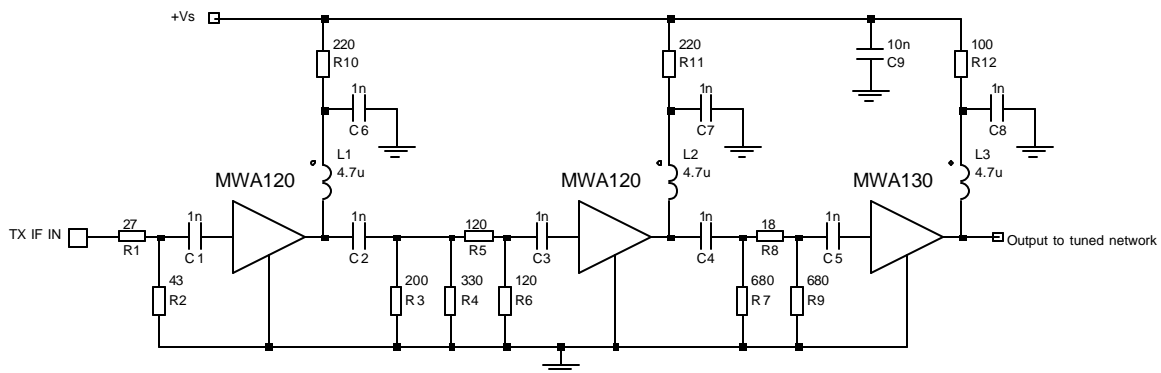 +Vs
220
R10
220
R11
10n
C9
100
R12
1n
C6
1n
C7
1n
C8
L1
4.7u
L2
4.7u
L3
4.7u
MWA120
MWA120
MWA130
TX IF IN
27
R1
1n
C1
1n
C2
120
R5
1n
C3
1n
C4
18
R8
1n
C5
Output to tuned network
43
R2
200
R3
330
R4
120
R6
680
R7
680
R9